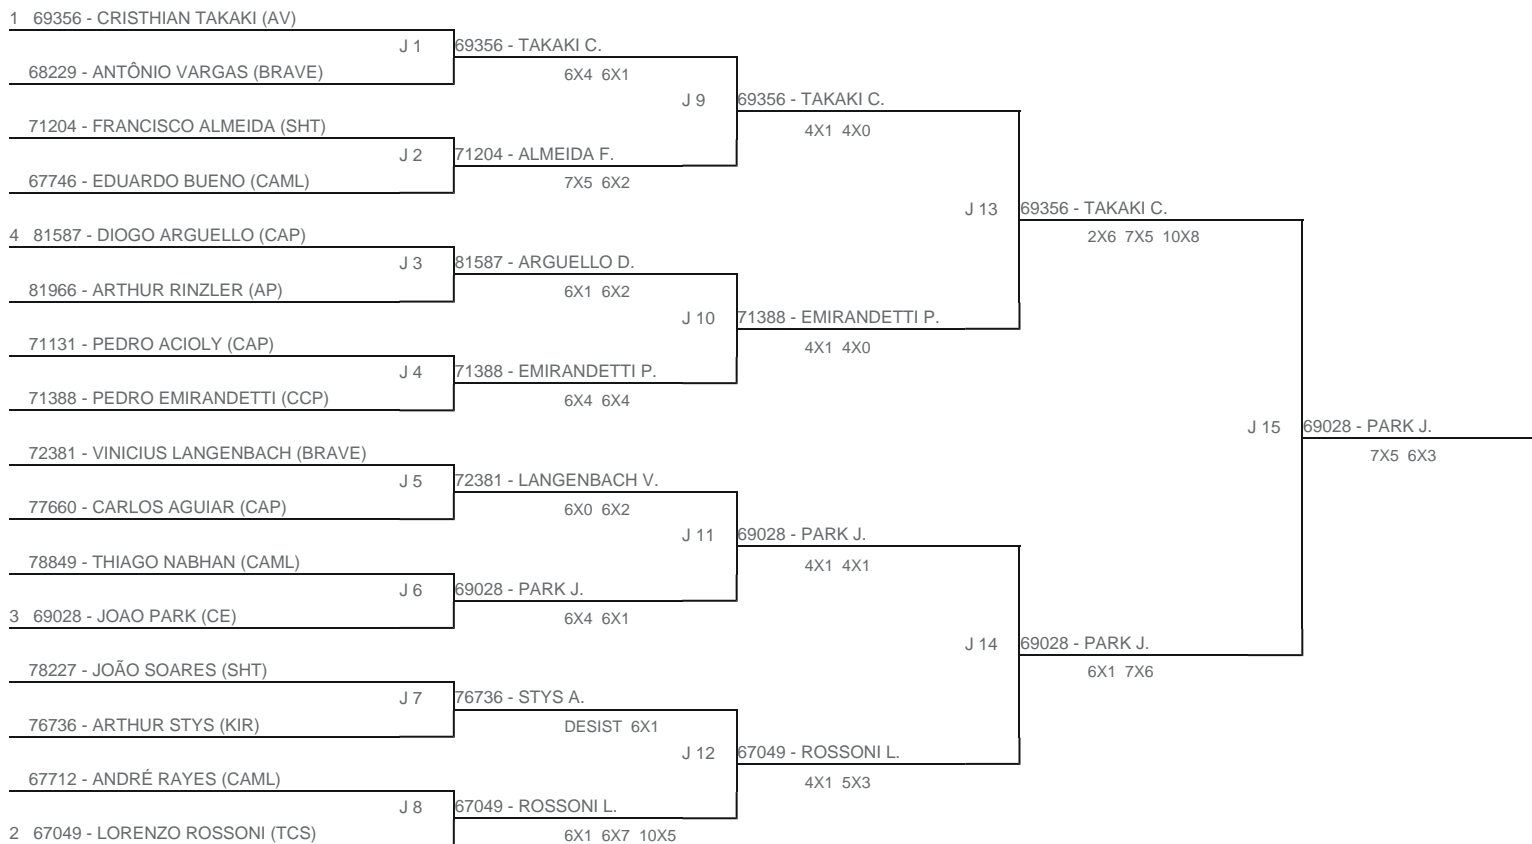 1 69356 - CRISTHIAN TAKAKI (AV)
J 1
69356 - TAKAKI C.
68229 - ANTÔNIO VARGAS (BRAVE)
6X4 6X1
J 9
69356 - TAKAKI C.
71204 - FRANCISCO ALMEIDA (SHT)
4X1 4X0
J 2
71204 - ALMEIDA F.
67746 - EDUARDO BUENO (CAML)
7X5 6X2
J 13
69356 - TAKAKI C.
4 81587 - DIOGO ARGUELLO (CAP)
2X6 7X5 10X8
J 3
81587 - ARGUELLO D.
81966 - ARTHUR RINZLER (AP)
6X1 6X2
J 10
71388 - EMIRANDETTI P.
71131 - PEDRO ACIOLY (CAP)
4X1 4X0
J 4
71388 - EMIRANDETTI P.
71388 - PEDRO EMIRANDETTI (CCP)
6X4 6X4
J 15
69028 - PARK J.
72381 - VINICIUS LANGENBACH (BRAVE)
7X5 6X3
J 5
72381 - LANGENBACH V.
77660 - CARLOS AGUIAR (CAP)
6X0 6X2
J 11
69028 - PARK J.
78849 - THIAGO NABHAN (CAML)
4X1 4X1
J 6
69028 - PARK J.
3 69028 - JOAO PARK (CE)
6X4 6X1
J 14
69028 - PARK J.
78227 - JOÃO SOARES (SHT)
6X1 7X6
J 7
76736 - STYS A.
76736 - ARTHUR STYS (KIR)
DESIST 6X1
J 12
67049 - ROSSONI L.
67712 - ANDRÉ RAYES (CAML)
4X1 5X3
J 8
67049 - ROSSONI L.
2 67049 - LORENZO ROSSONI (TCS)
6X1 6X7 10X5